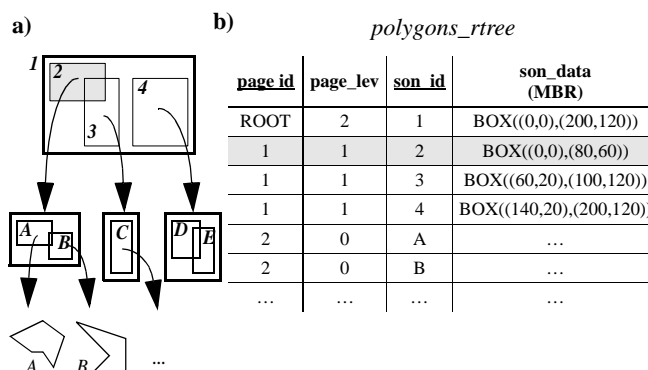 a)
1
2
3
4
A
B
C
D
E
A
B
...
b)
polygons_rtree
page id page_lev son_id son_data (MBR)
ROOT 2 1 BOX((0,0),(200,120))
1 1 2 BOX((0,0),(80,60))
1 1 3 BOX((60,20),(100,120))
1 1 4 BOX((140,20),(200,120))
2 0 A …
2 0 B …
… … … …